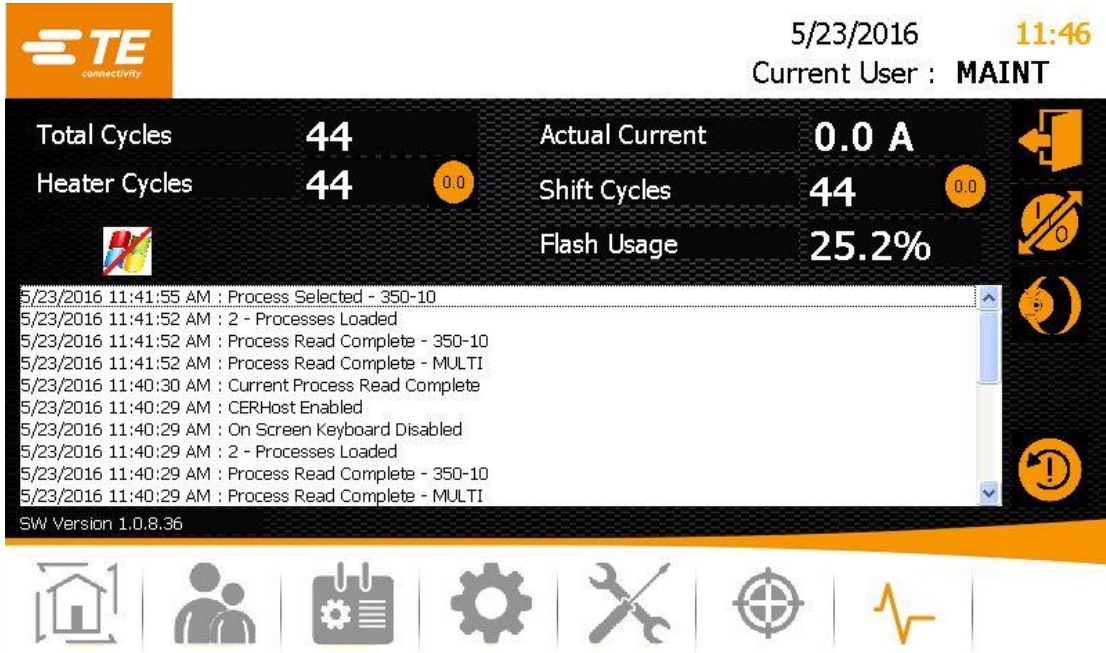 TE
connectivity
5/23/2016 11:46
Current User : MAINT
Total Cycles 44 Actual Current 0.0 A
Heater Cycles 44 0.0 Shift Cycles 44 0.0
Flash Usage 25.2%
I/O
5/23/2016 11:41:55 AM : Process Selected - 350-10
5/23/2016 11:41:52 AM : 2 - Processes Loaded
5/23/2016 11:41:52 AM : Process Read Complete - 350-10
5/23/2016 11:41:52 AM : Process Read Complete - MULTI
5/23/2016 11:40:30 AM : Current Process Read Complete
5/23/2016 11:40:29 AM : CERHost Enabled
5/23/2016 11:40:29 AM : On Screen Keyboard Disabled
5/23/2016 11:40:29 AM : 2 - Processes Loaded
5/23/2016 11:40:29 AM : Process Read Complete - 350-10
5/23/2016 11:40:29 AM : Process Read Complete - MULTI
SW Version 1.0.8.36